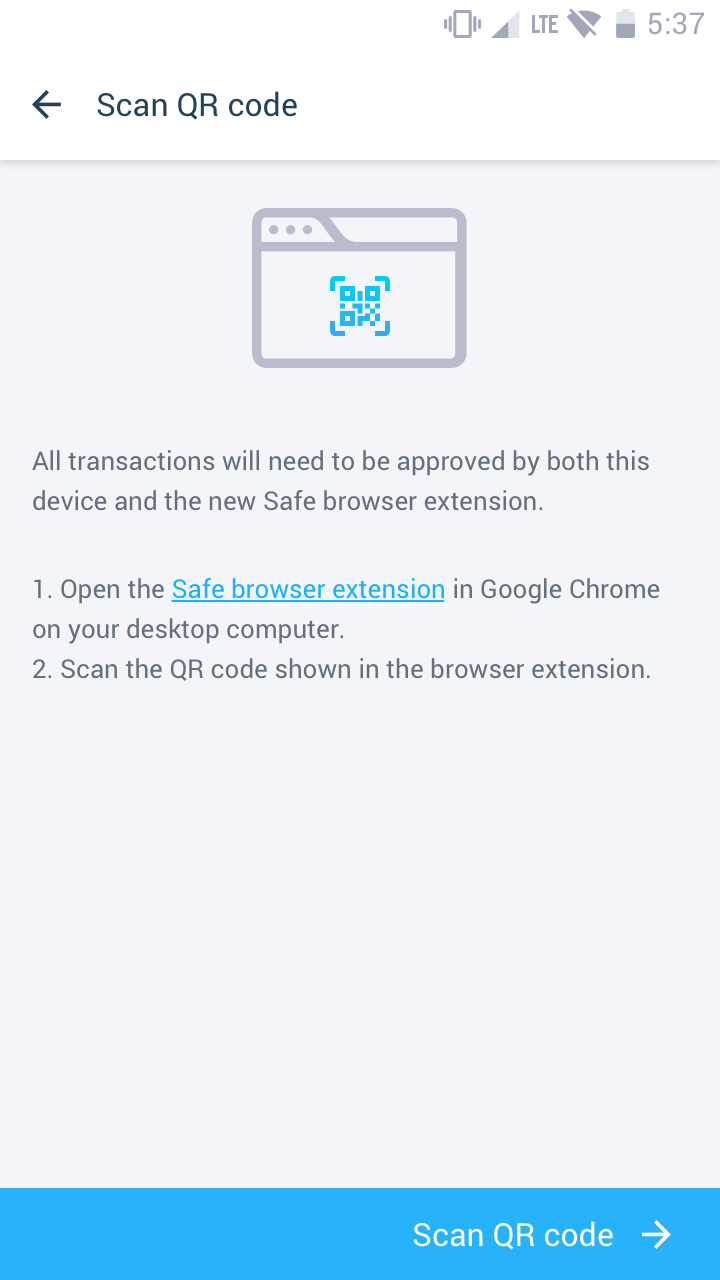 LTE 5:37
Scan QR code
All transactions will need to be approved by both this
device and the new Safe browser extension.
1. Open the Safe browser extension in Google Chrome
on your desktop computer.
2. Scan the QR code shown in the browser extension.
Scan QR code